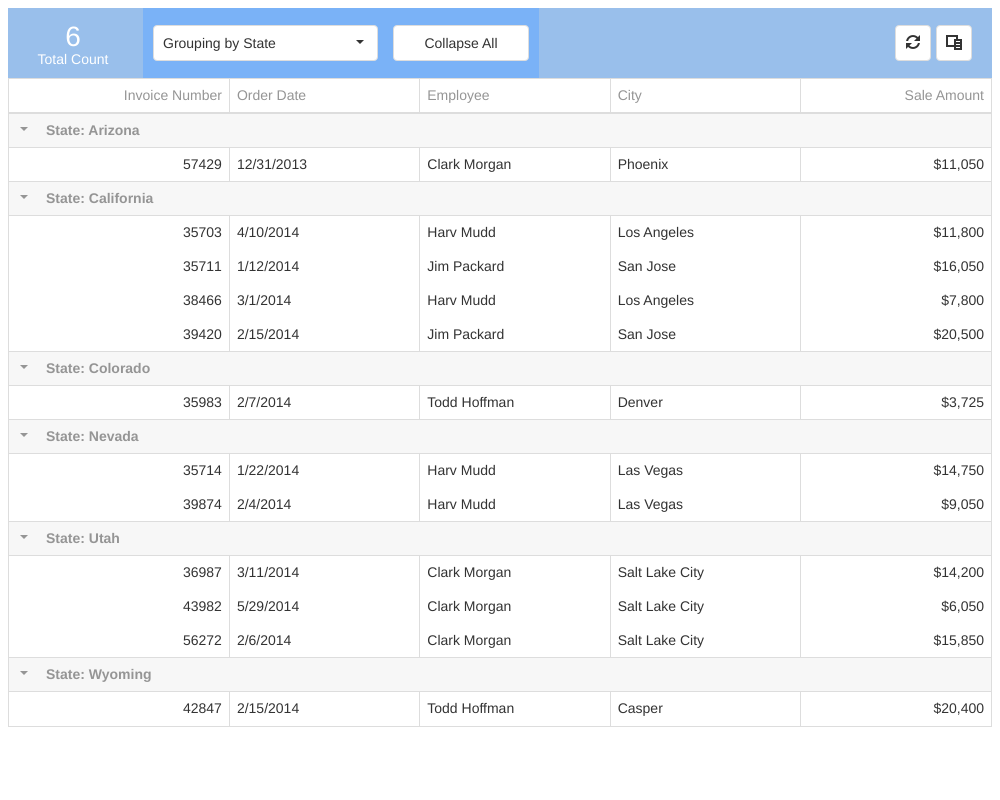 6
Total Count
Grouping by State
Collapse All
Invoice Number Order Date Employee City Sale Amount
State: Arizona
57429 12/31/2013 Clark Morgan Phoenix $11,050
State: California
35703 4/10/2014 Harv Mudd Los Angeles $11,800
35711 1/12/2014 Jim Packard San Jose $16,050
38466 3/1/2014 Harv Mudd Los Angeles $7,800
39420 2/15/2014 Jim Packard San Jose $20,500
State: Colorado
35983 2/7/2014 Todd Hoffman Denver $3,725
State: Nevada
35714 1/22/2014 Harv Mudd Las Vegas $14,750
39874 2/4/2014 Harv Mudd Las Vegas $9,050
State: Utah
36987 3/11/2014 Clark Morgan Salt Lake City $14,200
43982 5/29/2014 Clark Morgan Salt Lake City $6,050
56272 2/6/2014 Clark Morgan Salt Lake City $15,850
State: Wyoming
42847 2/15/2014 Todd Hoffman Casper $20,400